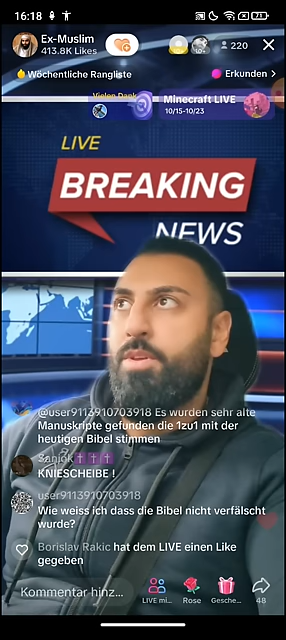 16:18
71
Ex-Muslim
413.8K Likes
220
Wöchentliche Rangliste
Erkunden >
Vielen Dank
Minecraft LIVE
10/15-10/23
LIVE
BREAKING
NEWS
@user9113910703918 Es wurden sehr alte
Manuskripte gefunden die 1zu1 mit der
heutigen Bibel stimmen
KNIESCHEIBE !
user9113910703918
Wie weiss ich dass die Bibel nicht verfälscht
wurde?
Borislav Rakic hat dem LIVE einen Like
gegeben
Kommentar hinz...
LIVE mi...
Rose
Gesche...
48